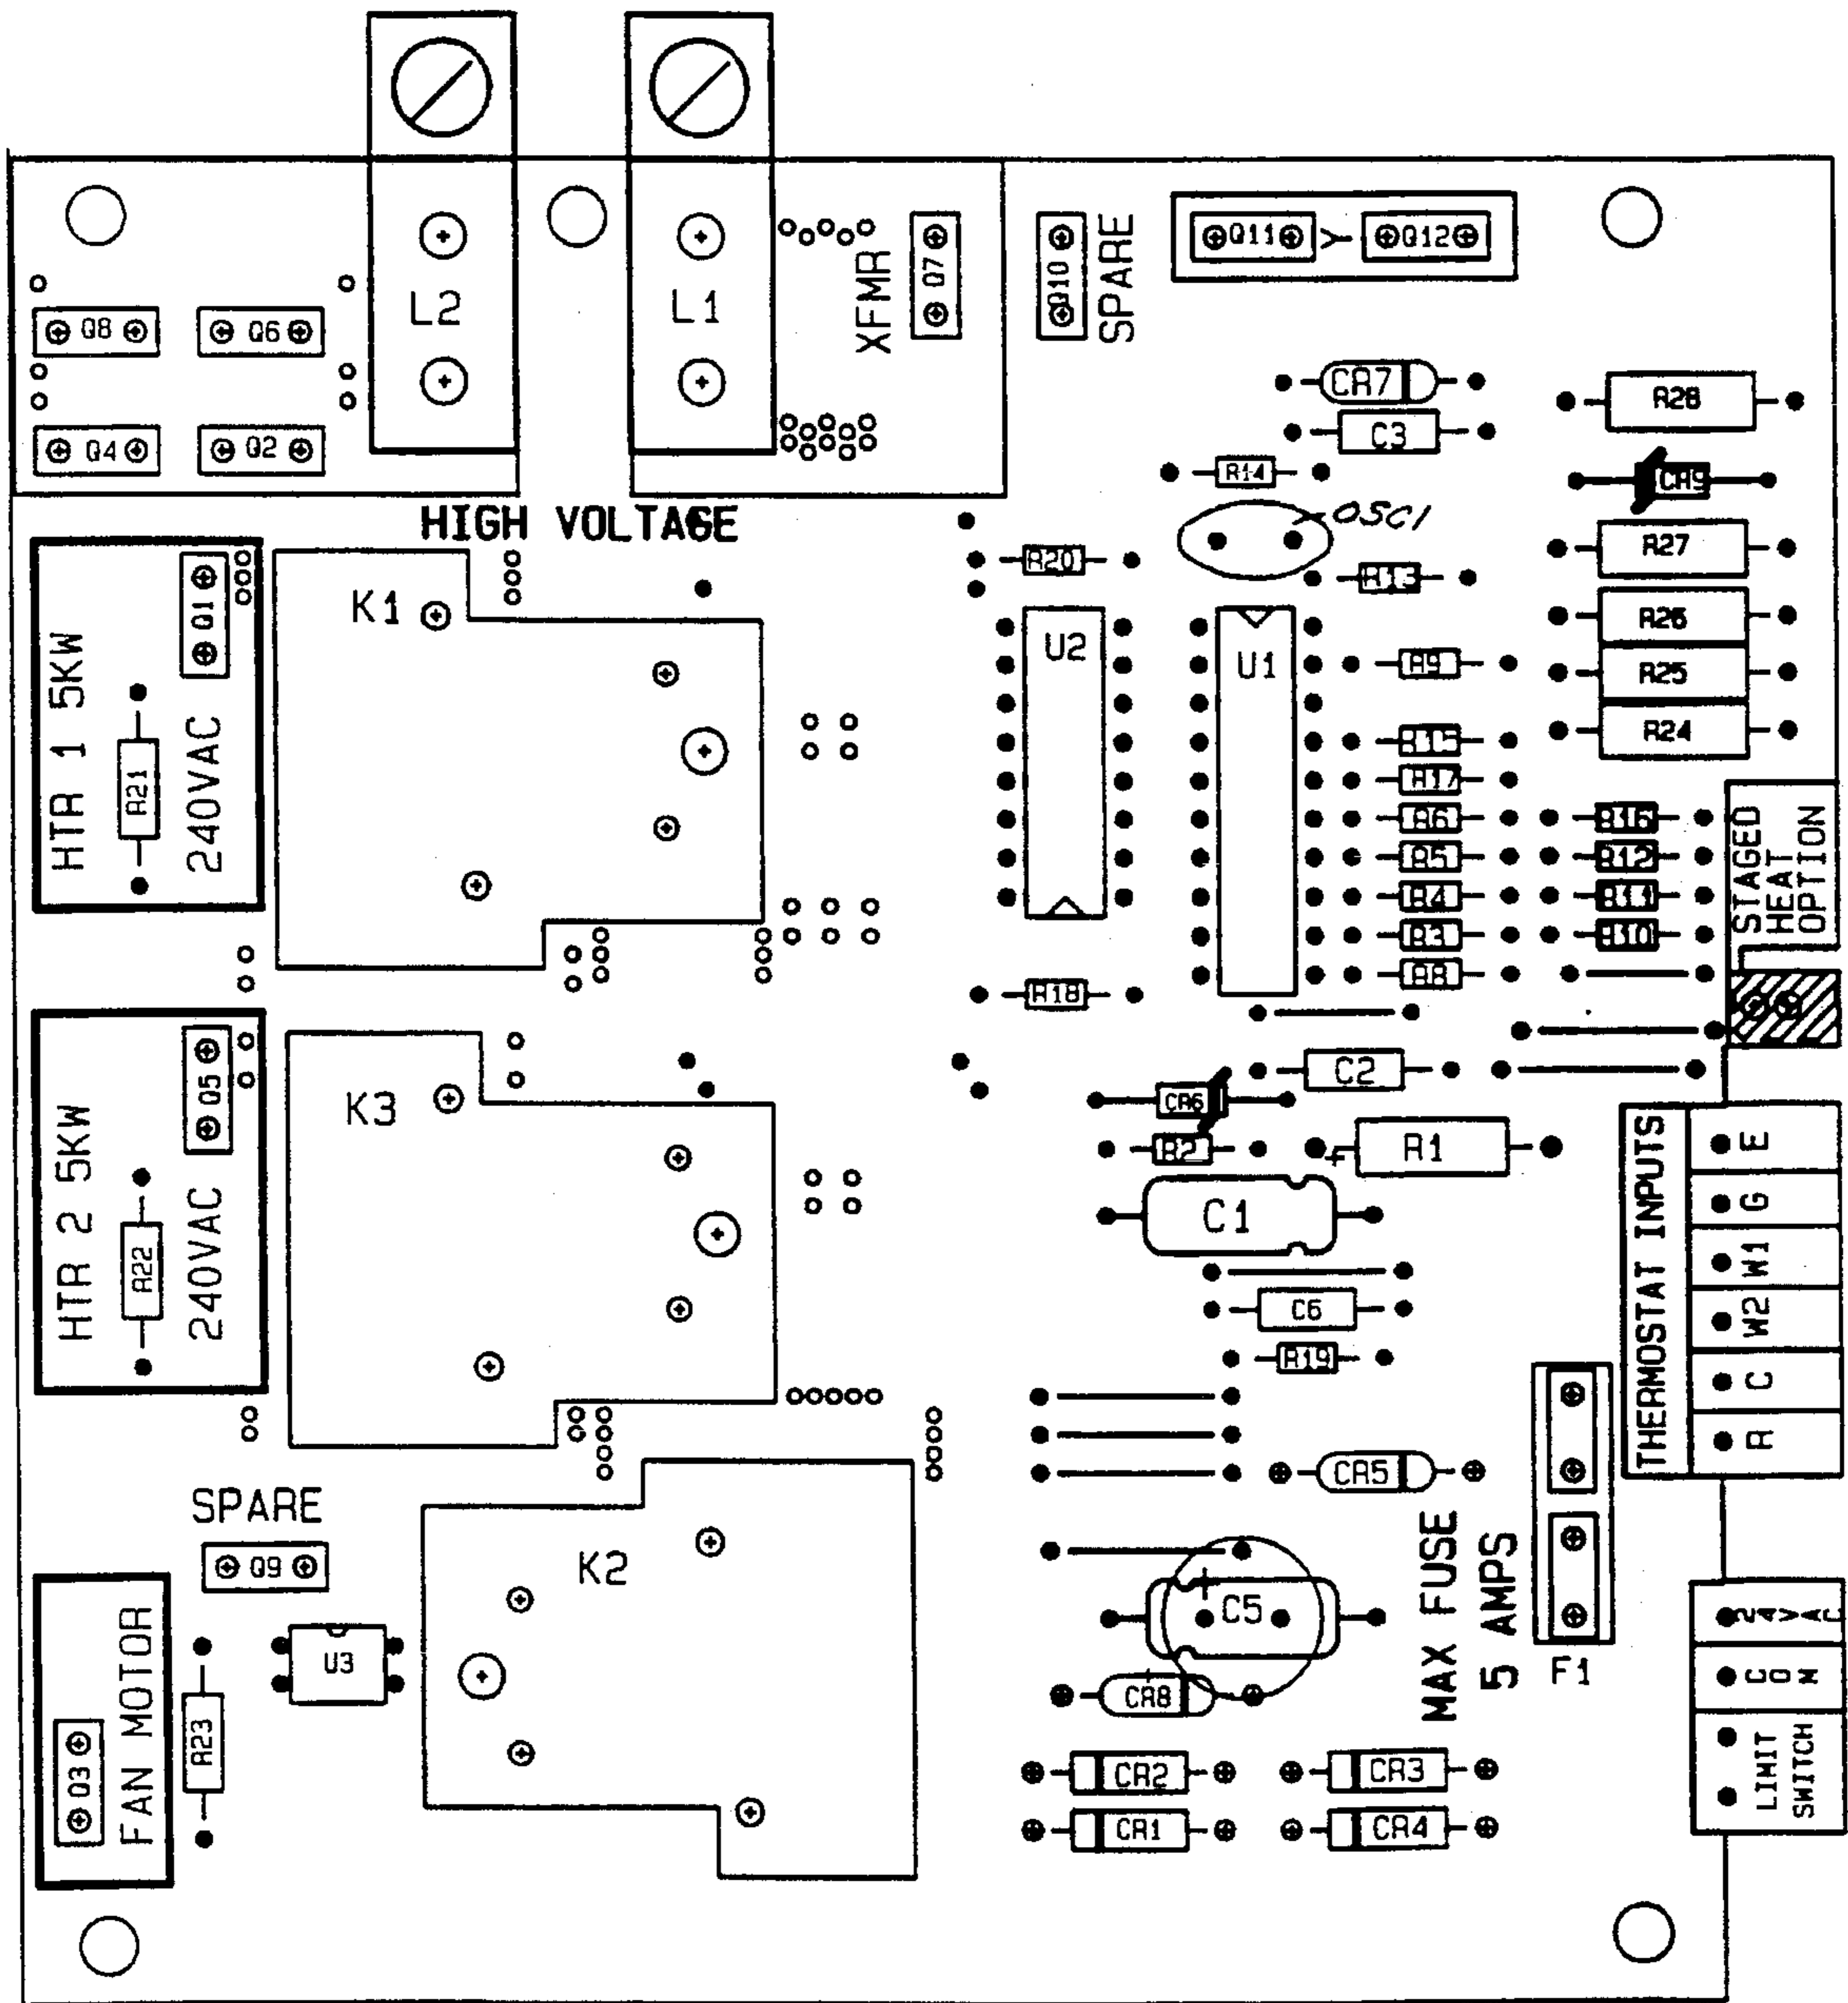 L2
L1
XFMR
Q7
Q10
SPARE
Q11
Y
Q12
Q8
Q6
Q4
Q2
CR7
C3
R14
OSC1
R28
CR9
HIGH VOLTAGE
R20
R13
R27
R26
R25
R24
HTR 1 5KW
240VAC
R21
Q1
K1
U2
U1
R9
R15
R17
R6
R5
R4
R3
R8
R16
R12
R11
R10
STAGED
HEAT
OPTION
R18
HTR 2 5KW
240VAC
R22
Q5
K3
C2
CR6
R2
+
R1
C1
C6
R19
THERMOSTAT INPUTS
E
G
W1
W2
C
R
CR5
SPARE
Q9
K2
U3
FAN MOTOR
Q3
R23
+
C5
+
CR8
MAX FUSE
5 AMPS
F1
CR2
CR3
CR1
CR4
24VAC
COM
LIMIT
SWITCH